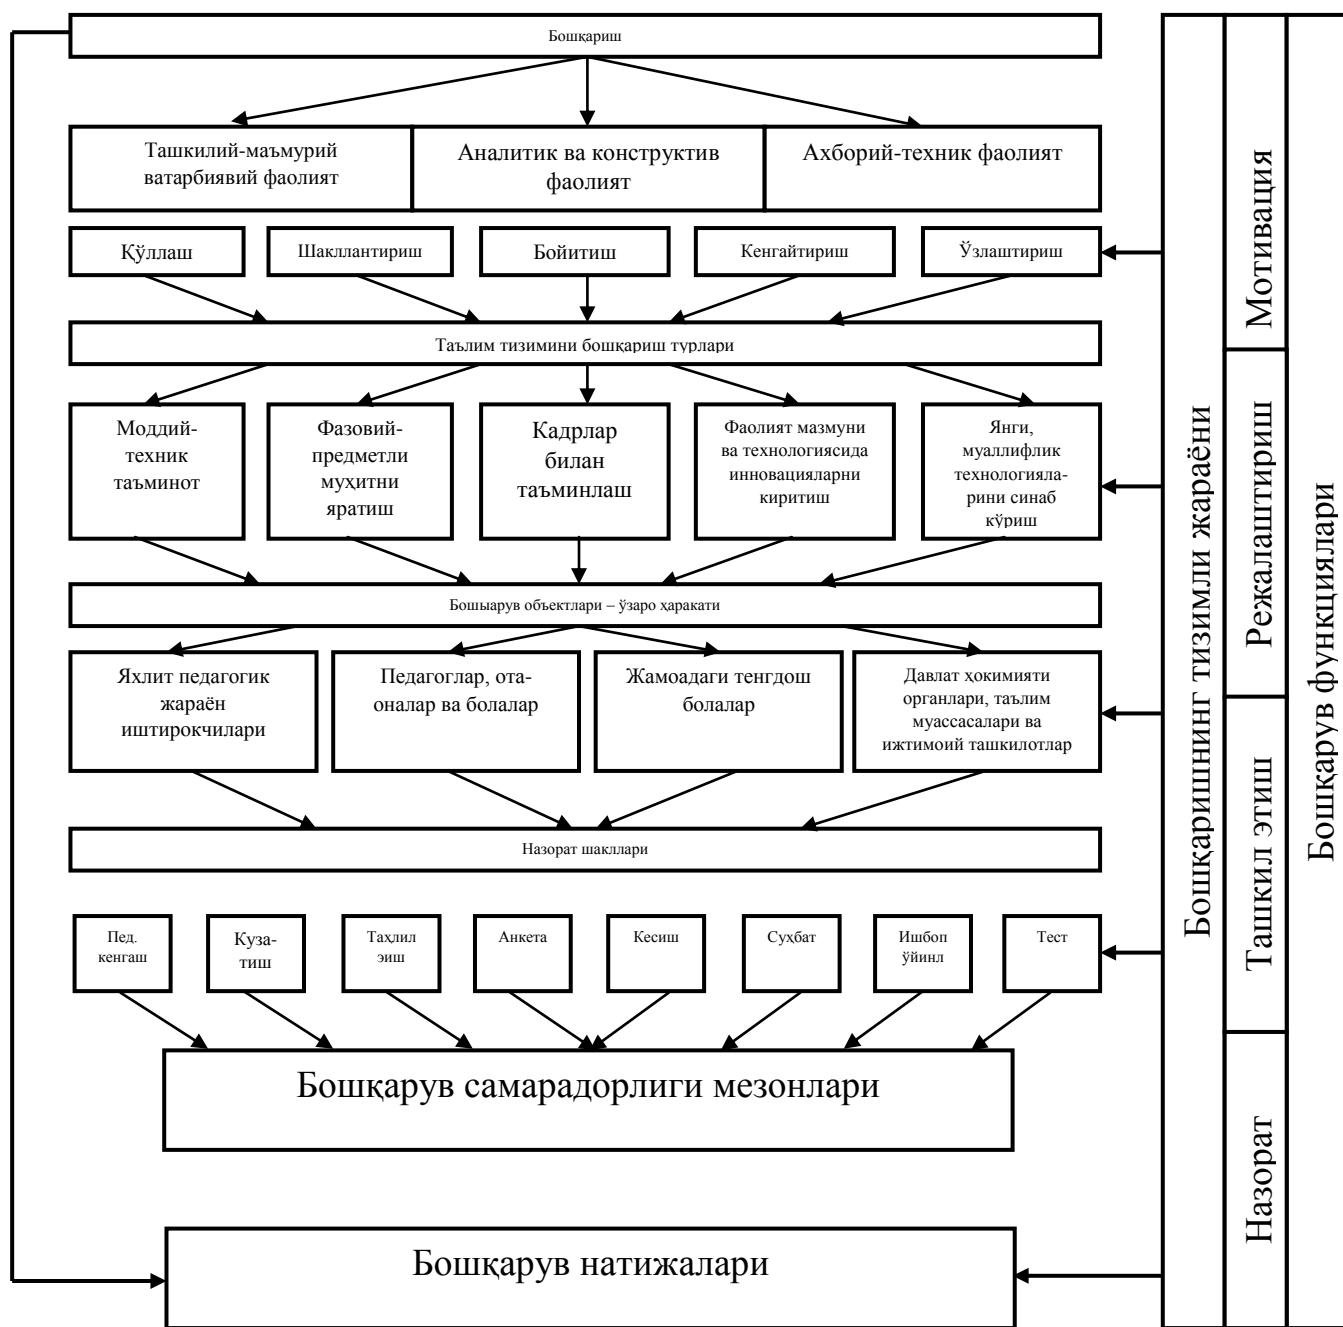 Бошқариш
Ташкилий-маъмурий
ватарбиявий фаолият
Аналитик ва конструктив
фаолият
Ахборий-техник фаолият
Қўллаш
Шакллантириш
Бойитиш
Кенгайтириш
Ўзлаштириш
Таълим тизимини бошқариш турлари
Моддий-
техник
таъминот
Фазовий-
предметли
муҳитни
яратиш
Кадрлар
билан
таъминлаш
Фаолият мазмуни
ва технологиясида
инновацияларни
киритиш
Янги,
муаллифлик
технологияла-
рини синаб
кўриш
Бошыарув объектлари – ўзаро ҳаракати
Яхлит педагогик
жараён
иштирокчилари
Педагоглар, ота-
оналар ва болалар
Жамоадаги тенгдош
болалар
Давлат ҳокимияти
органлари, таълим
муассасалари ва
ижтимоий ташкилотлар
Назорат шакллари
Пед.
кенгаш
Куза-
тиш
Таҳлил
эиш
Анкета
Кесиш
Суҳбат
Ишбоп
ўйинл
Тест
Бошқарув самарадорлиги мезонлари
Бошқарув натижалари
Бошқаришнинг тизимли жараёни
Мотивация
Режалаштириш
Ташкил этиш
Назорат
Бошқарув функциялари